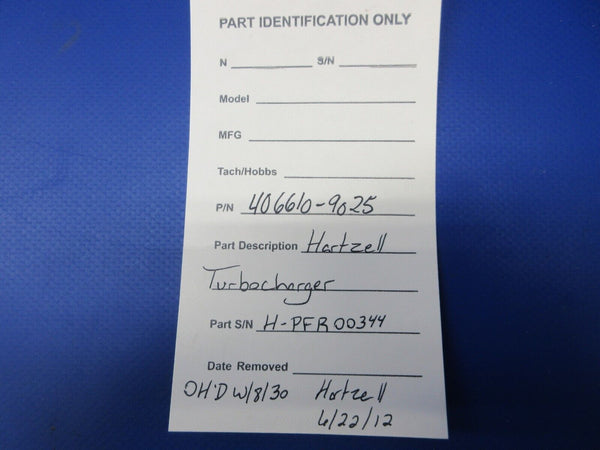 PART IDENTIFICATION ONLY
N S/N
Model
MFG
Tach/Hobbs
P/N 406610-9025
Part Description Hartzell
Turbocharger
Part S/N H-PFR00344
Date Removed
OH'D W/8/30 Hartzell
6/22/12